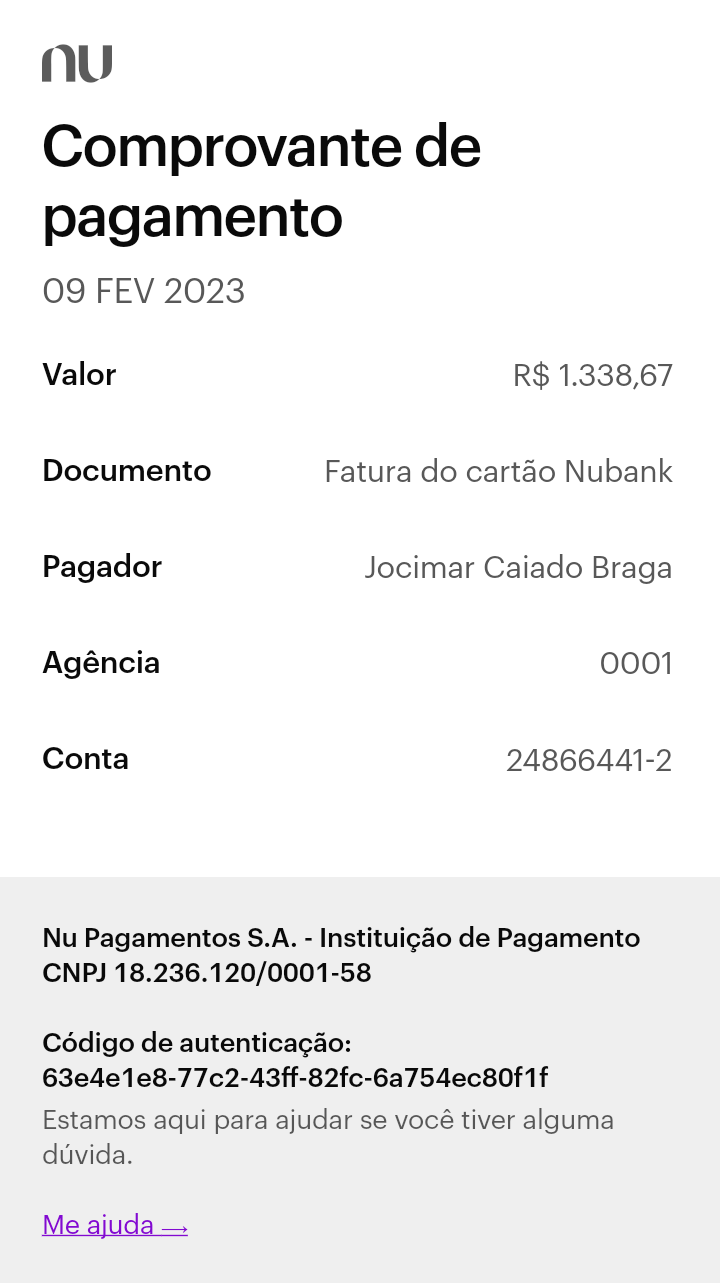 nu
Comprovante de
pagamento
09 FEV 2023
Valor R$ 1.338,67
Documento Fatura do cartão Nubank
Pagador Jocimar Caiado Braga
Agência 0001
Conta 24866441-2
Nu Pagamentos S.A. - Instituição de Pagamento
CNPJ 18.236.120/0001-58
Código de autenticação:
63e4e1e8-77c2-43ff-82fc-6a754ec80f1f
Estamos aqui para ajudar se você tiver alguma
dúvida.
Me ajuda ⟶